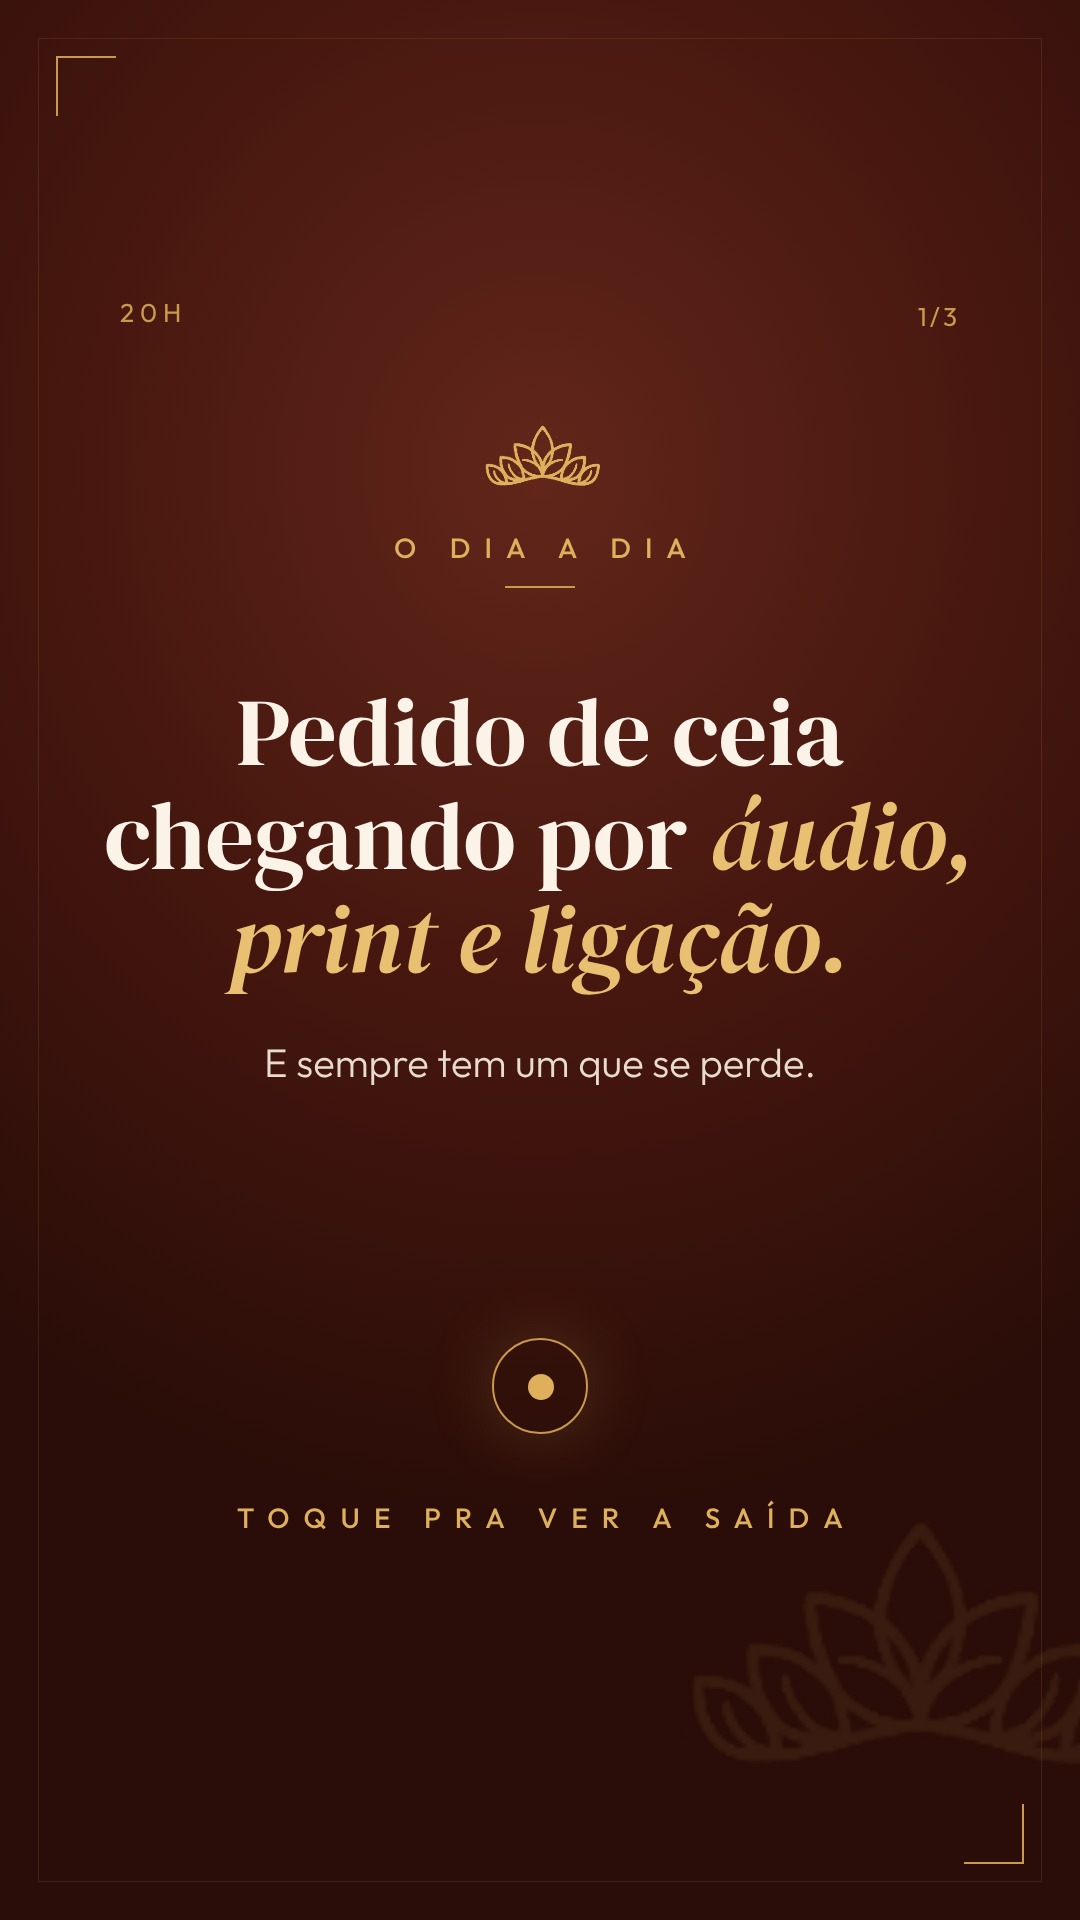 20H
1/3
O DIA A DIA
Pedido de ceia
chegando por áudio,
print e ligação.
E sempre tem um que se perde.
TOQUE PRA VER A SAÍDA